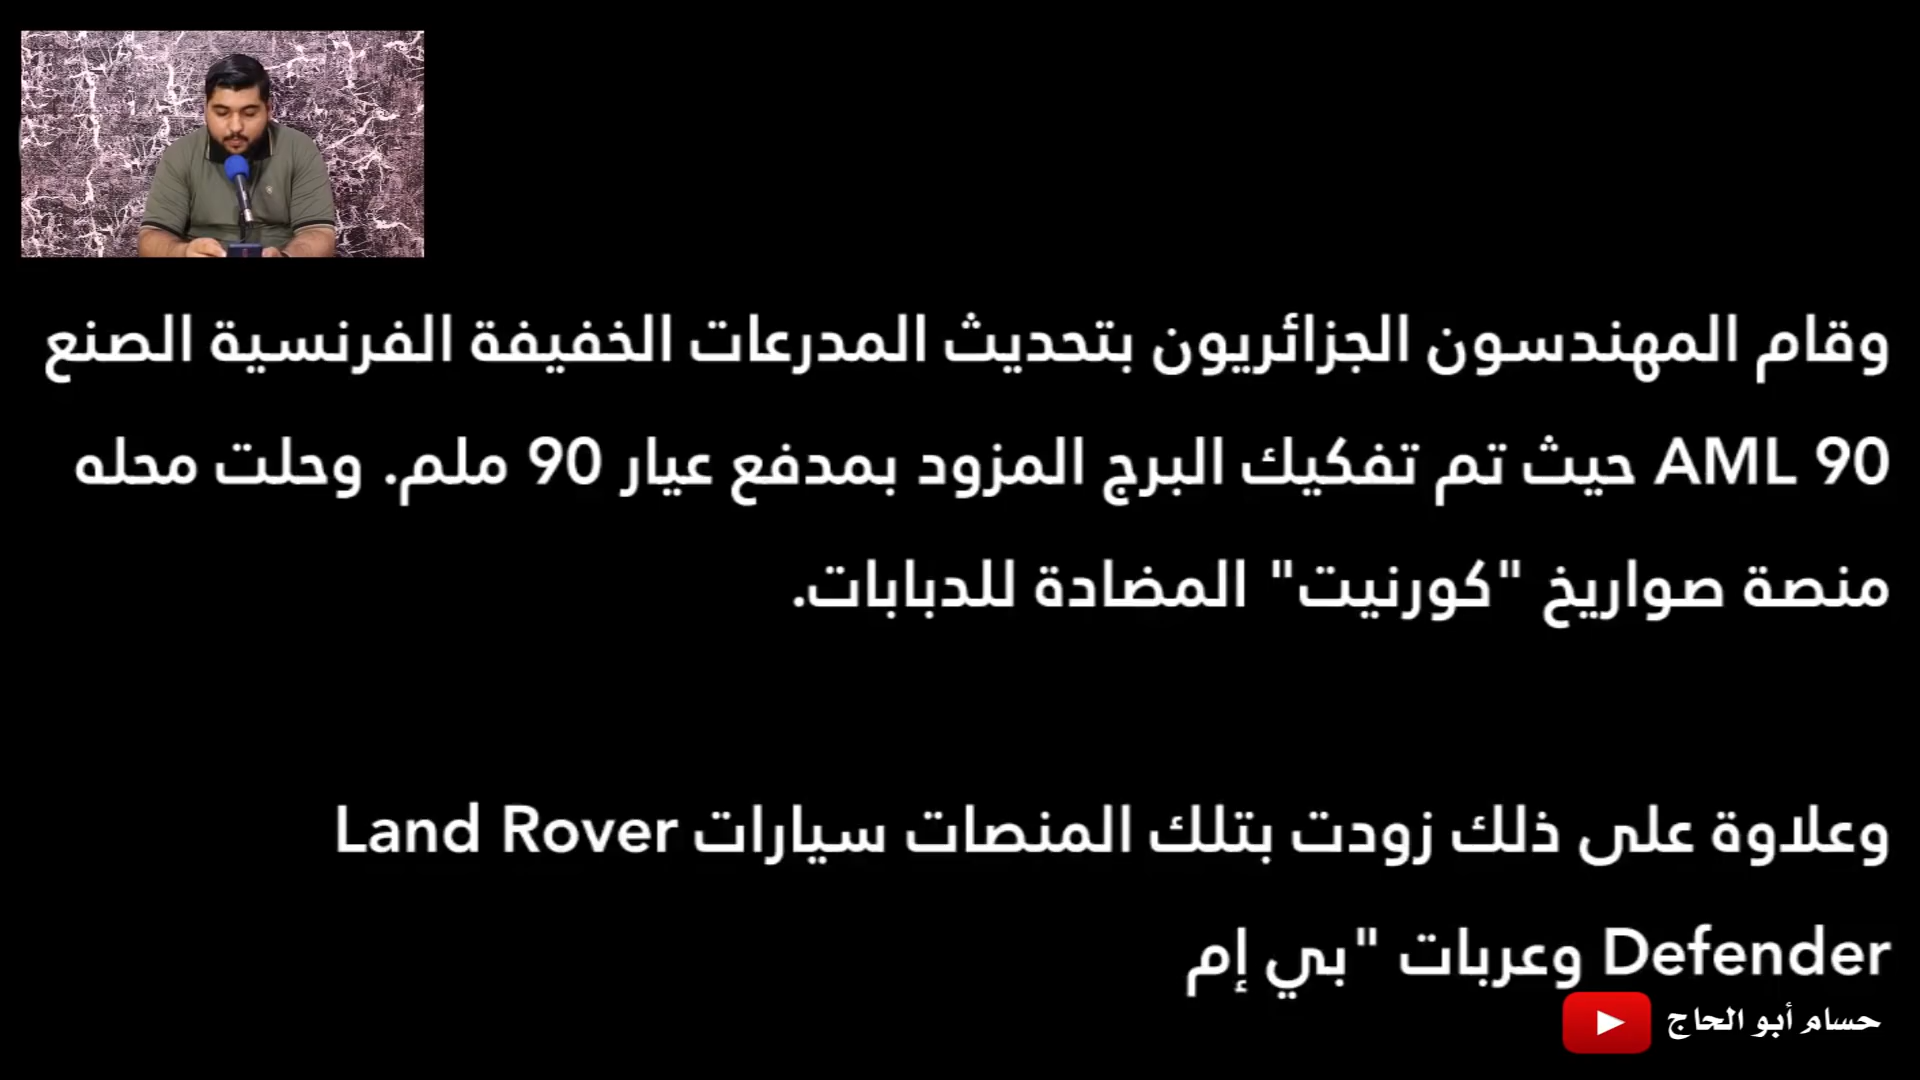 وقام المهندسون الجزائريون بتحديث المدرعات الخفيفة الفرنسية الصنع
AML 90 حيث تم تفكيك البرج المزود بمدفع عيار 90 ملم. وحلت محله
منصة صواريخ "كورنيت" المضادة للدبابات.
وعلاوة على ذلك زودت بتلك المنصات سيارات Land Rover
Defender وعربات "بي إم
حسام أبو الحاج